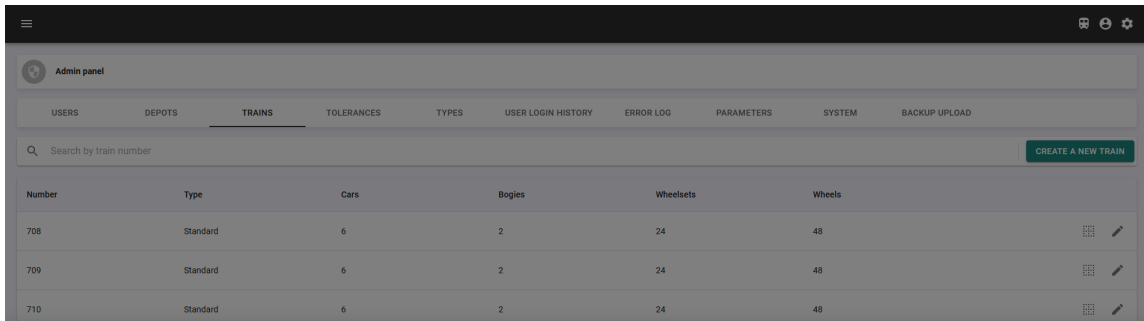 Admin panel
USERS DEPOTS TRAINS TOLERANCES TYPES USER LOGIN HISTORY ERROR LOG PARAMETERS SYSTEM BACKUP UPLOAD
Search by train number CREATE A NEW TRAIN
Number Type Cars Bogies Wheelsets Wheels
708 Standard 6 2 24 48
709 Standard 6 2 24 48
710 Standard 6 2 24 48